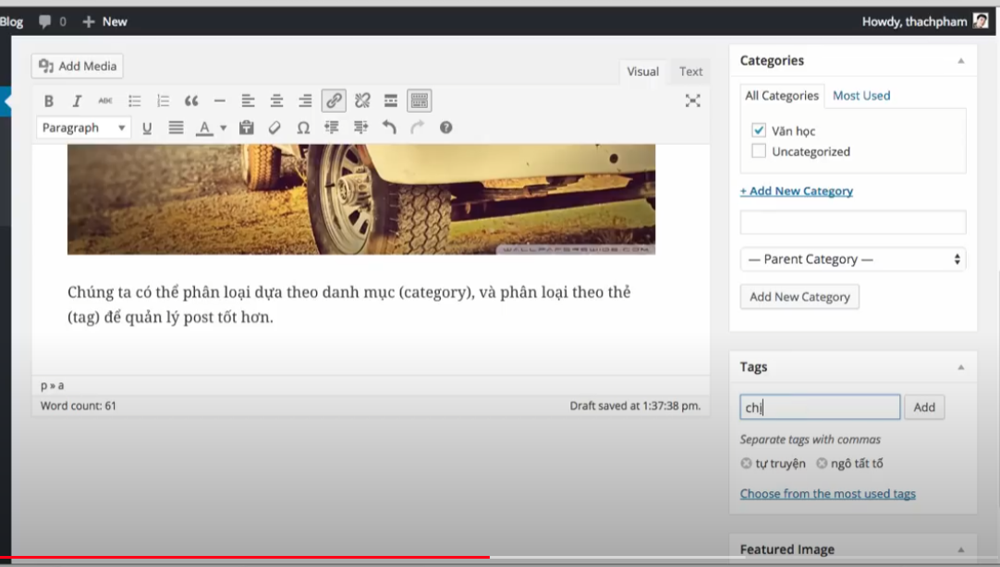 Blog 0 + New Howdy, thachpham
Add Media
Visual Text
B I ABC
Paragraph U A Ω
Chúng ta có thể phân loại dựa theo danh mục (category), và phân loại theo thẻ
(tag) để quản lý post tốt hơn.
p » a
Word count: 61 Draft saved at 1:37:38 pm.
Categories
All Categories Most Used
Văn học
Uncategorized
+ Add New Category
— Parent Category —
Add New Category
Tags
chị Add
Separate tags with commas
tự truyện ngô tất tố
Choose from the most used tags
Featured Image